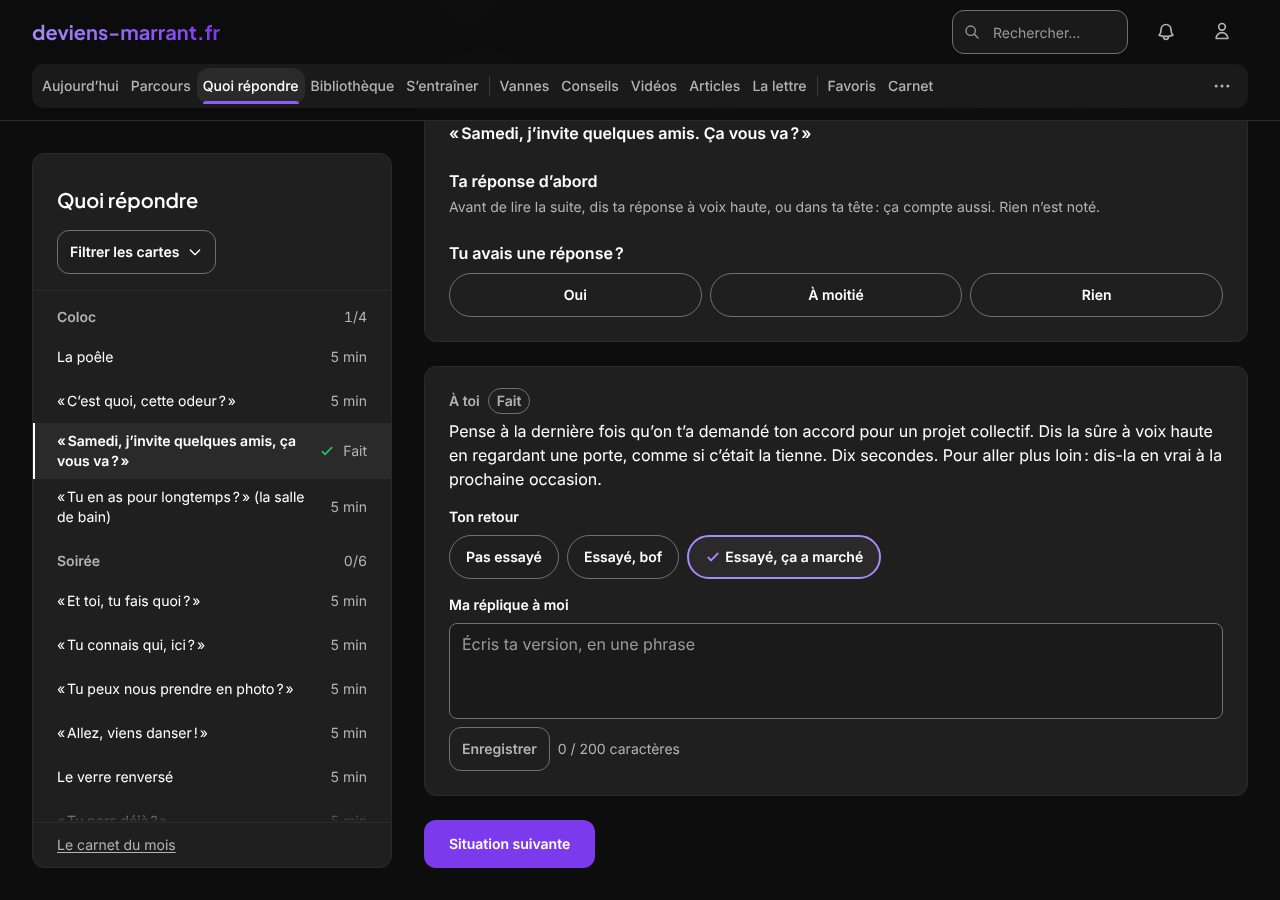 deviens-marrant.fr
Rechercher...
Aujourd’hui Parcours Quoi répondre Bibliothèque S’entraîner Vannes Conseils Vidéos Articles La lettre Favoris Carnet
Quoi répondre
Filtrer les cartes
Coloc 1/4
La poêle 5 min
« C’est quoi, cette odeur ? » 5 min
« Samedi, j’invite quelques amis, ça
vous va ? » Fait
« Tu en as pour longtemps ? » (la salle
de bain) 5 min
Soirée 0/6
« Et toi, tu fais quoi ? » 5 min
« Tu connais qui, ici ? » 5 min
« Tu peux nous prendre en photo ? » 5 min
« Allez, viens danser ! » 5 min
Le verre renversé 5 min
« Tu pars déjà ? » 5 min
Le carnet du mois
« Samedi, j’invite quelques amis. Ça vous va ? »
Ta réponse d’abord
Avant de lire la suite, dis ta réponse à voix haute, ou dans ta tête : ça compte aussi. Rien n’est noté.
Tu avais une réponse ?
Oui À moitié Rien
À toi Fait
Pense à la dernière fois qu’on t’a demandé ton accord pour un projet collectif. Dis la sûre à voix haute
en regardant une porte, comme si c’était la tienne. Dix secondes. Pour aller plus loin : dis-la en vrai à la
prochaine occasion.
Ton retour
Pas essayé Essayé, bof Essayé, ça a marché
Ma réplique à moi
Écris ta version, en une phrase
Enregistrer 0 / 200 caractères
Situation suivante